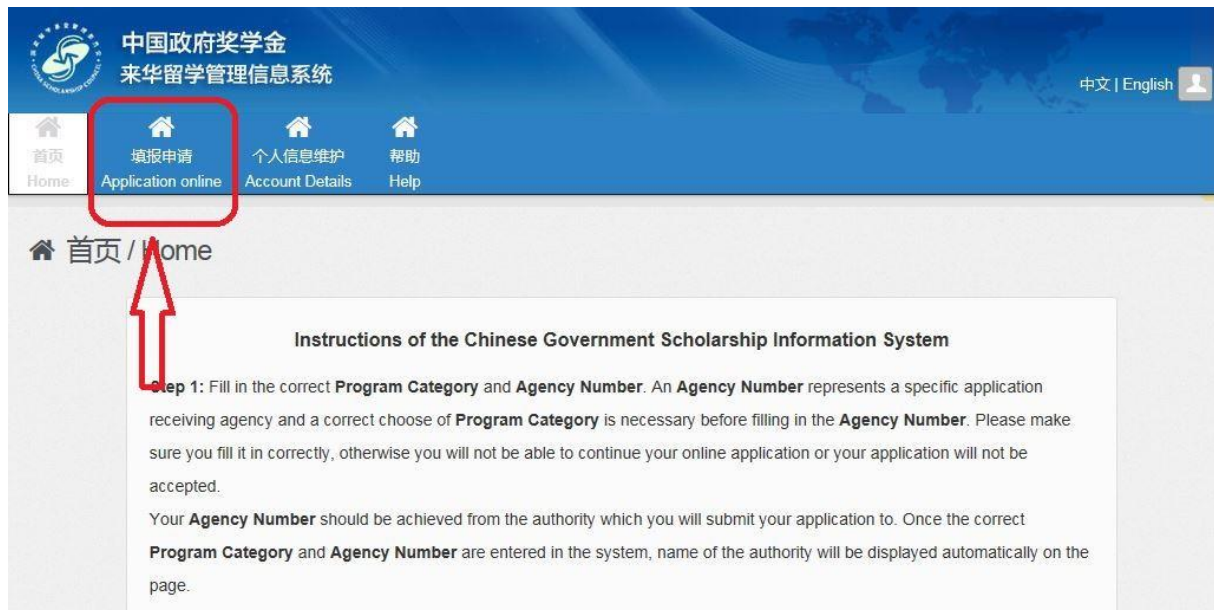 中国政府奖学金
来华留学管理信息系统
中文 | English
首页
Home
填报申请
Application online
个人信息维护
Account Details
帮助
Help
首页 / Home
Instructions of the Chinese Government Scholarship Information System
Step 1: Fill in the correct Program Category and Agency Number. An Agency Number represents a specific application
receiving agency and a correct choose of Program Category is necessary before filling in the Agency Number. Please make
sure you fill it in correctly, otherwise you will not be able to continue your online application or your application will not be
accepted.
Your Agency Number should be achieved from the authority which you will submit your application to. Once the correct
Program Category and Agency Number are entered in the system, name of the authority will be displayed automatically on the
page.